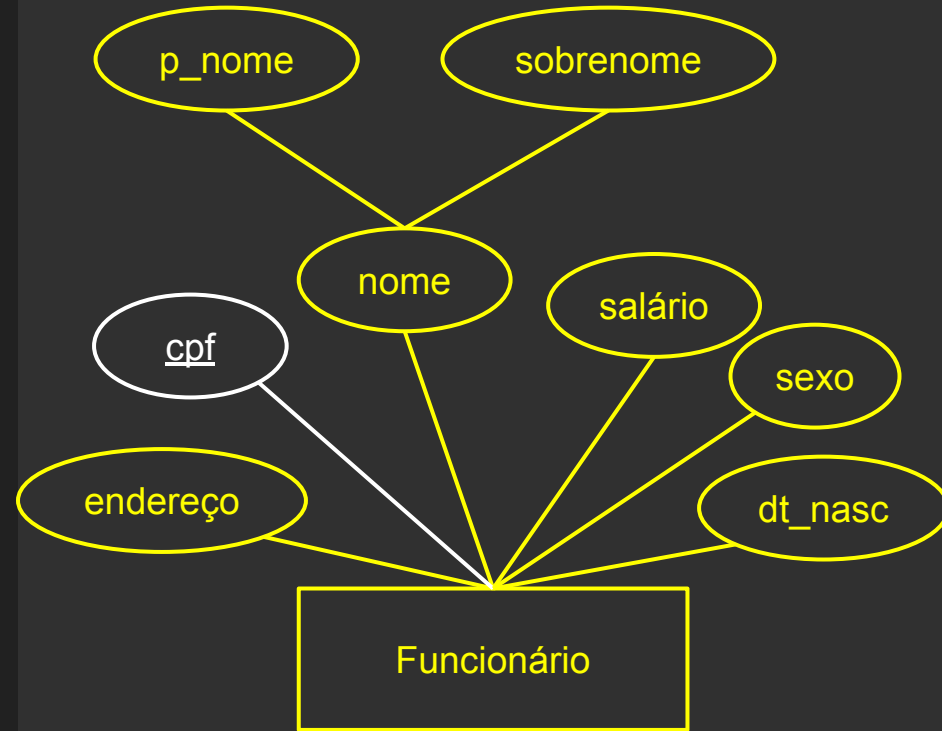 p_nome
sobrenome
nome
salário
cpf
sexo
endereço
dt_nasc
Funcionário